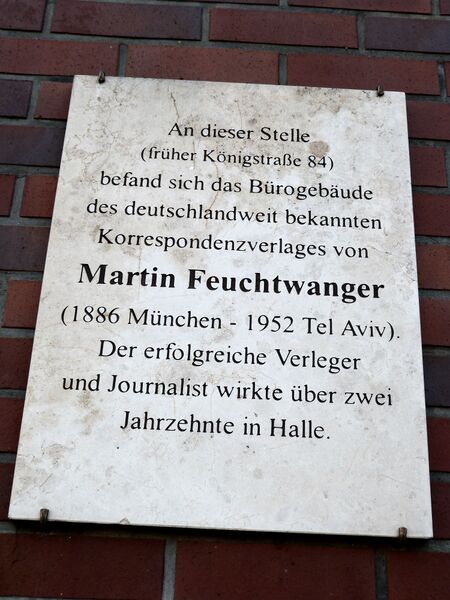 An dieser Stelle
(früher Königstraße 84)
befand sich das Bürogebäude
des deutschlandweit bekannten
Korrespondenzverlages von
Martin Feuchtwanger
(1886 München - 1952 Tel Aviv).
Der erfolgreiche Verleger
und Journalist wirkte über zwei
Jahrzehnte in Halle.